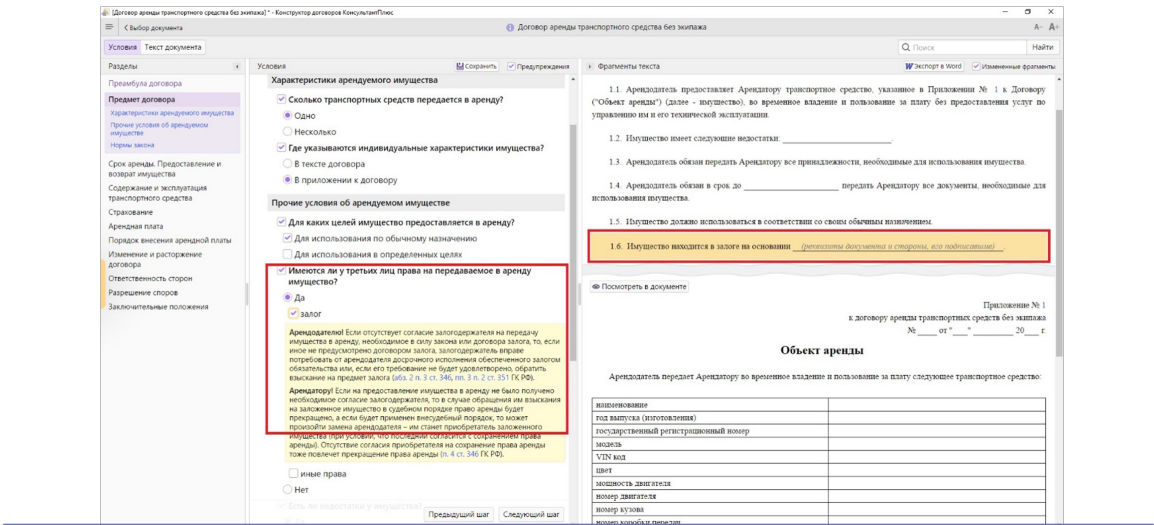 [Договор аренды транспортного средства без экипажа] * - Конструктор договоров КонсультантПлюс
Выбор документа
Договор аренды транспортного средства без экипажа
A- A+
Условия Текст документа
Поиск
Найти
Разделы
Преамбула договора
Предмет договора
Характеристики арендуемого имущества
Прочие условия об арендуемом
имуществе
Нормы закона
Срок аренды. Предоставление и
возврат имущества
Содержание и эксплуатация
транспортного средства
Страхование
Арендная плата
Порядок внесения арендной платы
Изменение и расторжение
договора
Ответственность сторон
Разрешение споров
Заключительные положения
Условия
Сохранить
Предупреждения
Характеристики арендуемого имущества
Сколько транспортных средств передается в аренду?
Одно
Несколько
Где указываются индивидуальные характеристики имущества?
В тексте договора
В приложении к договору
Прочие условия об арендуемом имуществе
Для каких целей имущество предоставляется в аренду?
Для использования по обычному назначению
Для использования в определенных целях
Имеются ли у третьих лиц права на передаваемое в аренду
имущество?
Да
залог
Арендодателю! Если отсутствует согласие залогодержателя на передачу
имущества в аренду, необходимое в силу закона или договора залога, то, если
иное не предусмотрено договором залога, залогодержатель вправе
потребовать от арендодателя досрочного исполнения обеспеченного залогом
обязательства или, если его требование не будет удовлетворено, обратить
взыскание на предмет залога (абз. 2 п. 3 ст. 346, пп. 3 п. 2 ст. 351 ГК РФ).
Арендатору! Если на предоставление имущества в аренду не было получено
необходимое согласие залогодержателя, то в случае обращения им взыскания
на заложенное имущество в судебном порядке право аренды будет
прекращено, а если будет применен внесудебный порядок, то может
произойти замена арендодателя – им станет приобретатель заложенного
имущества (при условии, что последний согласится с сохранением права
аренды). Отсутствие согласия приобретателя на сохранение права аренды
тоже повлечет прекращение права аренды (п. 4 ст. 346 ГК РФ).
иные права
Нет
Есть ли недостатки у имущества?
Да
Предыдущий шаг Следующий шаг
Фрагменты текста
Экспорт в Word
Измененные фрагменты
1.1. Арендодатель предоставляет Арендатору транспортное средство, указанное в Приложении № 1 к Договору
("Объект аренды") (далее - имущество), во временное владение и пользование за плату без предоставления услуг по
управлению им и его технической эксплуатации.
1.2. Имущество имеет следующие недостатки: ____________________.
1.3. Арендодатель обязан передать Арендатору все принадлежности, необходимые для использования имущества.
1.4. Арендодатель обязан в срок до ________________ передать Арендатору все документы, необходимые для
использования имущества.
1.5. Имущество должно использоваться в соответствии со своим обычным назначением.
1.6. Имущество находится в залоге на основании __(реквизиты документа и стороны, его подписавшие)__.
Посмотреть в документе
Приложение № 1
к договору аренды транспортных средств без экипажа
№ ____ от "___" _________ 20___ г.
Объект аренды
Арендодатель передает Арендатору во временное владение и пользование за плату следующее транспортное средство:
наименование
год выпуска (изготовления)
государственный регистрационный номер
модель
VIN код
цвет
мощность двигателя
номер двигателя
номер кузова
номер коробки передач